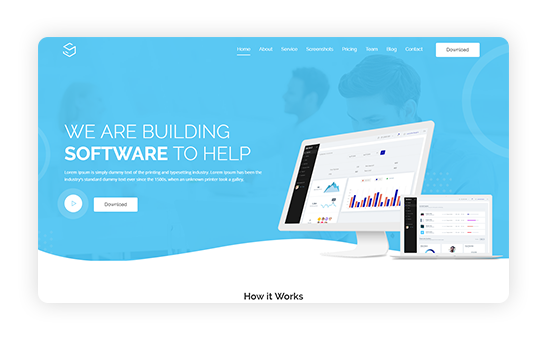 Home About Service Screenshots Pricing Team Blog Contact Download
WE ARE BUILDING
SOFTWARE TO HELP
Lorem Ipsum is simply dummy text of the printing and typesetting industry. Lorem Ipsum has been the
industry's standard dummy text ever since the 1500s, when an unknown printer took a galley.
Download
How it Works